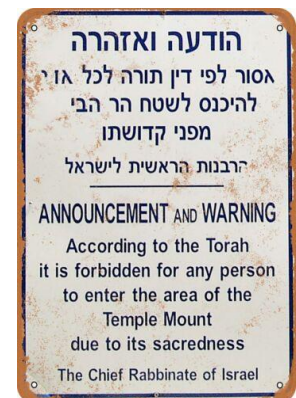 הודעה ואזהרה
אסור לפי דין תורה לכל
להיכנס לשטח הר
מפני קדושתו
הרבנות הראשית לישראל
ANNOUNCEMENT AND WARNING
According to the Torah
it is forbidden for any person
to enter the area of the
Temple Mount
due to its sacredness
The Chief Rabbinate of Israel